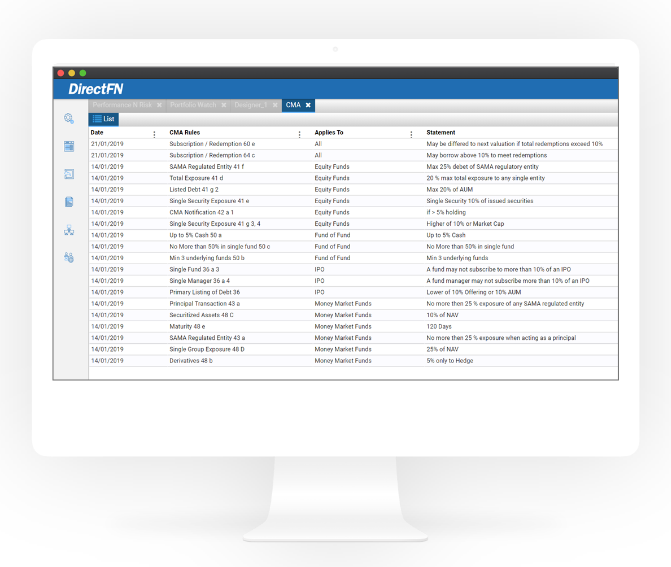 DirectFN
Performance N Risk Portfolio Watch Designer_1 CMA
List
Date CMA Rules Applies To Statement
21/01/2019 Subscription / Redemption 60 e All May be differed to next valuation if total redemptions exceed 10%
21/01/2019 Subscription / Redemption 64 c All May borrow above 10% to meet redemptions
14/01/2019 SAMA Regulated Entity 41 f Equity Funds Max 25% debet of SAMA regulatory entity
14/01/2019 Total Exposure 41 d Equity Funds 20 % max total exposure to any single entity
14/01/2019 Listed Debt 41 g 2 Equity Funds Max 20% of AUM
14/01/2019 Single Security Exposure 41 e Equity Funds Single Security 10% of issued securities
14/01/2019 CMA Notification 42 a 1 Equity Funds If > 5% holding
14/01/2019 Single Security Exposure 41 g 3, 4 Equity Funds Higher of 10% or Market Cap
14/01/2019 Up to 5% Cash 50 a Fund of Fund Up to 5% Cash
14/01/2019 No More than 50% in single fund 50 c Fund of Fund No More than 50% in single fund
14/01/2019 Min 3 underlying funds 50 b Fund of Fund Min 3 underlying funds
14/01/2019 Single Fund 36 a 3 IPO A fund may not subscribe to more than 10% of an IPO
14/01/2019 Single Manager 36 a 4 IPO A fund manager may not subscribe more than 10% of an IPO
14/01/2019 Primary Listing of Debt 36 IPO Lower of 10% Offering or 10% AUM
14/01/2019 Principal Transaction 43 a Money Market Funds No more then 25 % exposure of any SAMA regulated entity
14/01/2019 Securitized Assets 48 C Money Market Funds 10% of NAV
14/01/2019 Maturity 48 e Money Market Funds 120 Days
14/01/2019 SAMA Regulated Entity 43 a Money Market Funds No more then 25 % exposure when acting as a principal
14/01/2019 Single Group Exposure 48 D Money Market Funds 25% of NAV
14/01/2019 Derivatives 48 b Money Market Funds 5% only to Hedge